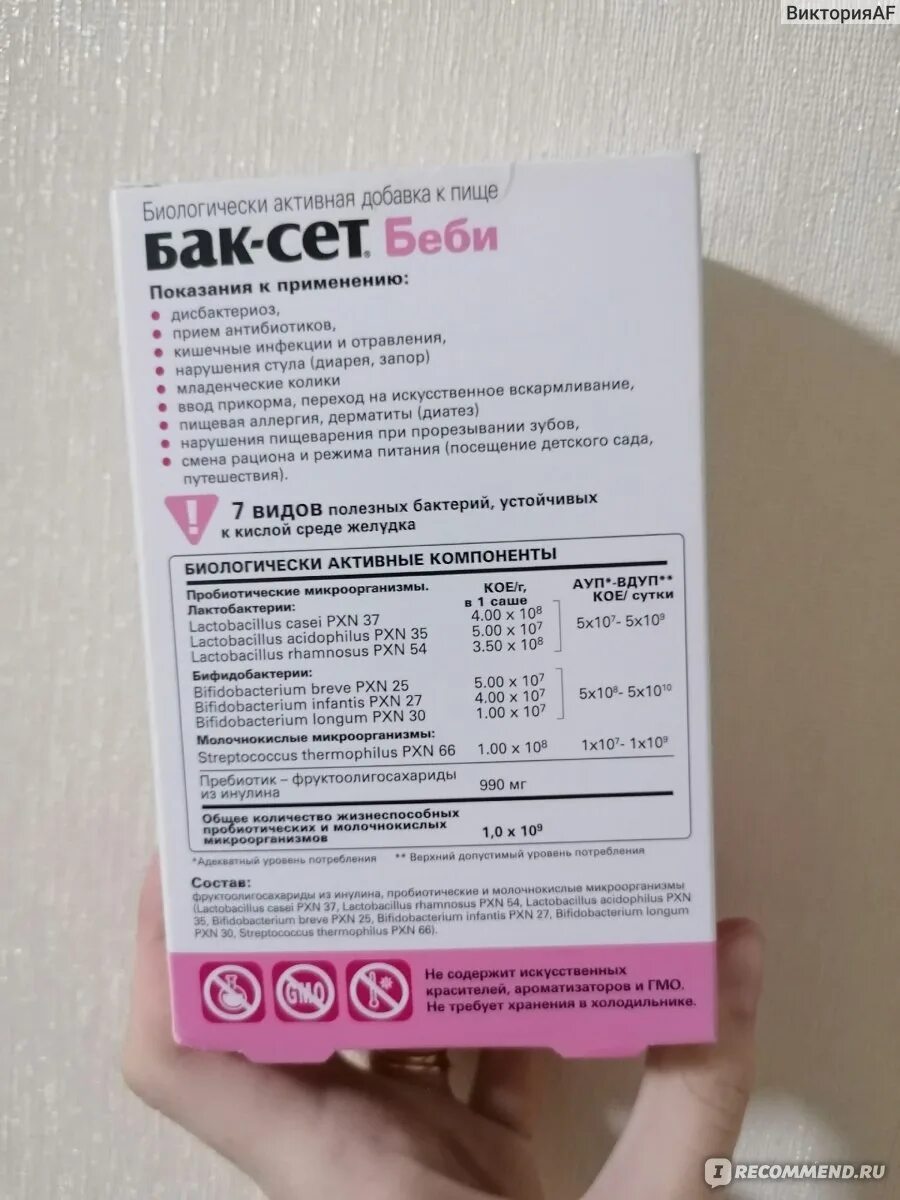 ВикторияAF
Биологически активная добавка к пище
Бак-сет® Беби
Показания к применению:
• дисбактериоз,
• прием антибиотиков,
• кишечные инфекции и отравления,
• нарушения стула (диарея, запор)
• младенческие колики
• ввод прикорма, переход на искусственное вскармливание,
• пищевая аллергия, дерматиты (диатез)
• нарушения пищеварения при прорезывании зубов,
• смена рациона и режима питания (посещение детского сада,
путешествия).
! 7 видов полезных бактерий, устойчивых
к кислой среде желудка
БИОЛОГИЧЕСКИ АКТИВНЫЕ КОМПОНЕНТЫ
Пробиотические микроорганизмы. КОЕ/г, АУП*-ВДУП**
Лактобактерии: в 1 саше КОЕ/ сутки
Lactobacillus casei PXN 37 4.00 x 10⁸
Lactobacillus acidophilus PXN 35 5.00 x 10⁷ 5x10⁷- 5x10⁹
Lactobacillus rhamnosus PXN 54 3.50 x 10⁸
Бифидобактерии:
Bifidobacterium breve PXN 25 5.00 x 10⁷
Bifidobacterium infantis PXN 27 4.00 x 10⁷ 5x10⁸- 5x10¹⁰
Bifidobacterium longum PXN 30 1.00 x 10⁷
Молочнокислые микроорганизмы:
Streptococcus thermophilus PXN 66 1.00 x 10⁸ 1x10⁷- 1x10⁹
Пребиотик – фруктоолигосахариды
из инулина 990 мг
Общее количество жизнеспособных
пробиотических и молочнокислых 1,0 x 10⁹
микроорганизмов
*Адекватный уровень потребления ** Верхний допустимый уровень потребления
Состав:
фруктоолигосахариды из инулина, пробиотические и молочнокислые микроорганизмы
(Lactobacillus casei PXN 37, Lactobacillus rhamnosus PXN 54, Lactobacillus acidophilus PXN
35, Bifidobacterium breve PXN 25, Bifidobacterium infantis PXN 27, Bifidobacterium longum
PXN 30, Streptococcus thermophilus PXN 66).
GMO
Не содержит искусственных
красителей, ароматизаторов и ГМО.
Не требует хранения в холодильнике.
I RECOMMEND.RU